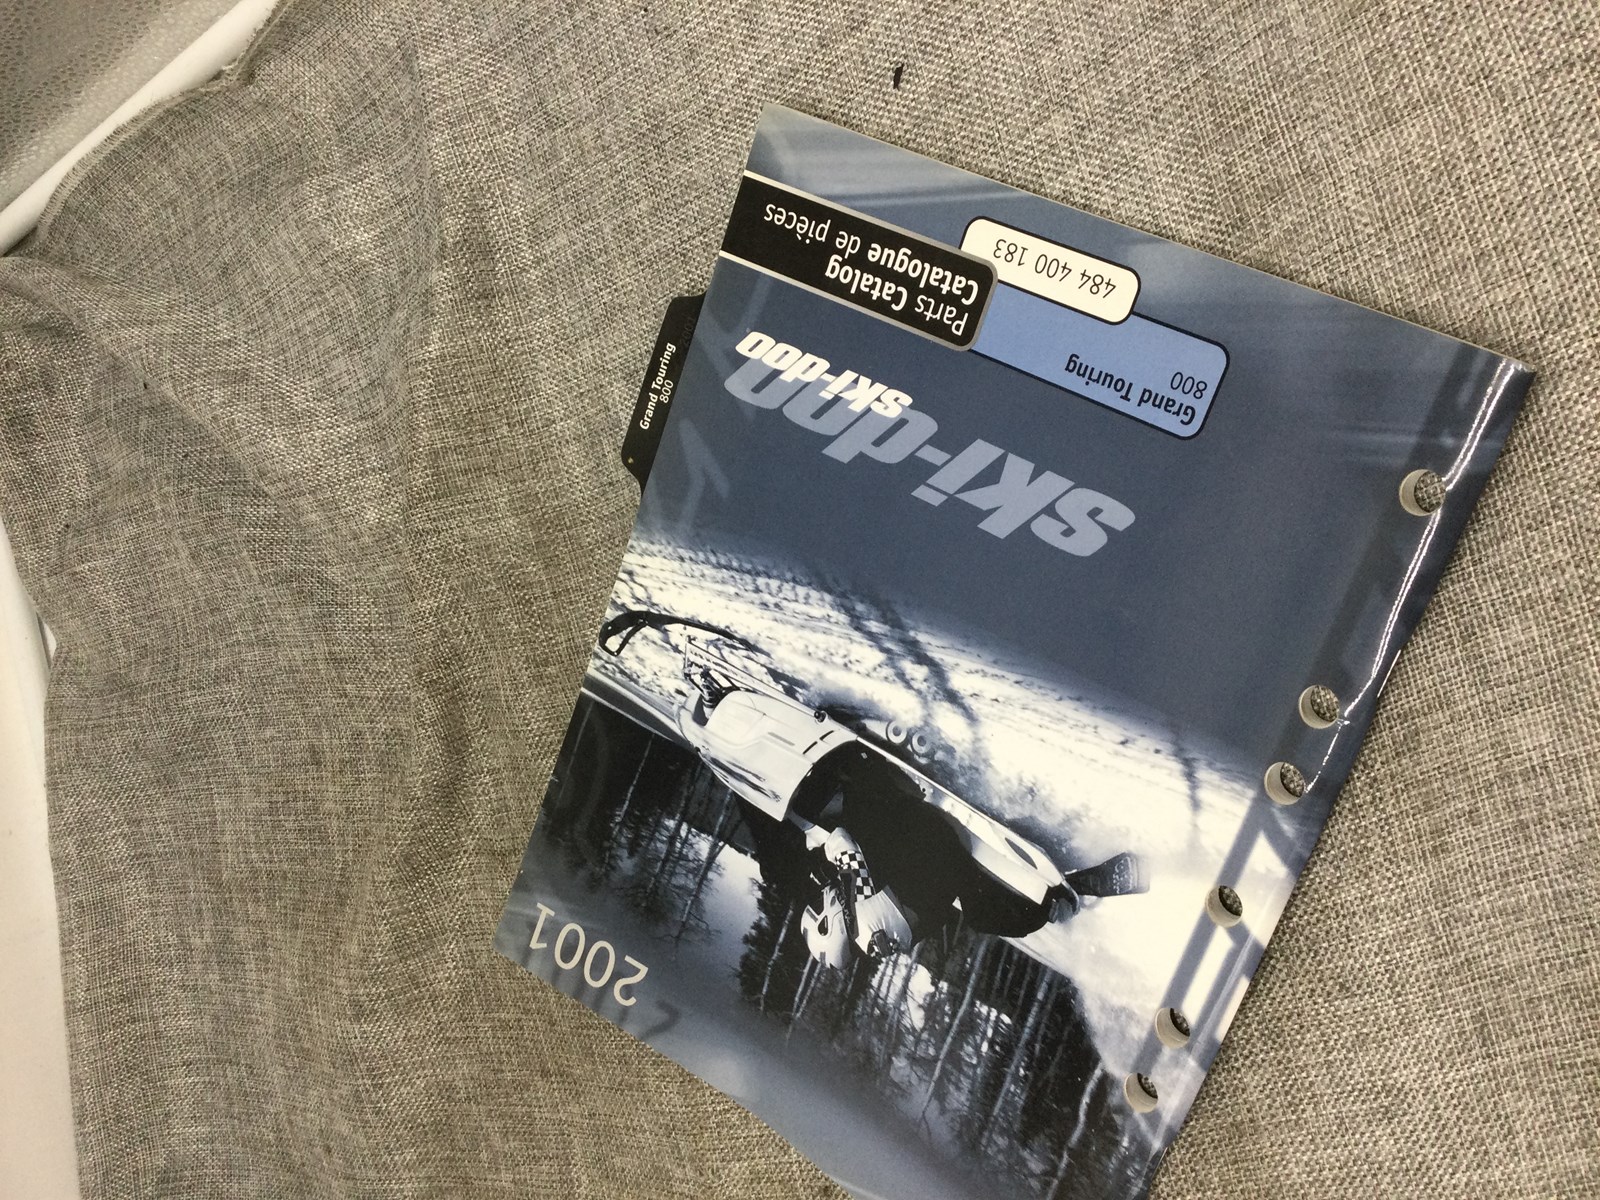 2001
ski-doo
ski-doo
Grand Touring
800
484 400 183
Parts Catalog
Catalogue de pièces
Grand Touring
800